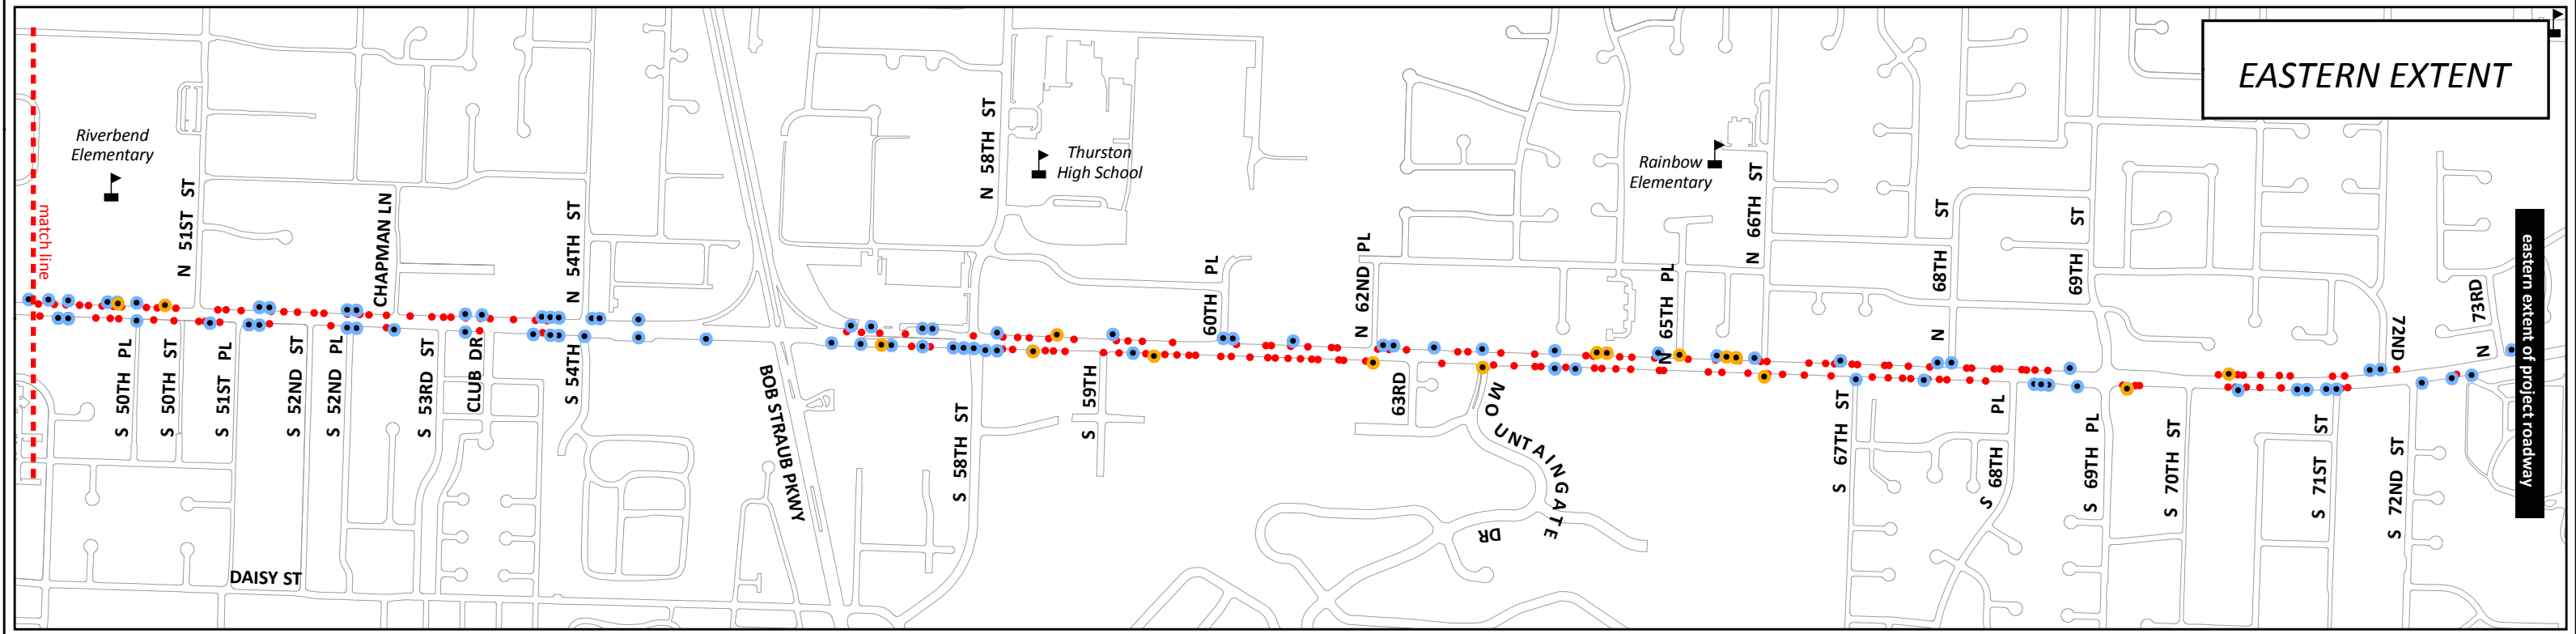 EASTERN EXTENT
Riverbend
Elementary
match line
N 51ST ST
CHAPMAN LN
N 54TH ST
N 58TH ST
Thurston
High School
60TH PL
N 62ND PL
Rainbow
Elementary
N 65TH PL
N 66TH ST
N 68TH ST
69TH ST
72ND
N 73RD
eastern extent of project roadway
S 50TH PL
S 50TH ST
S 51ST PL
S 52ND ST
S 52ND PL
S 53RD ST
CLUB DR
S 54TH
BOB STRAUB PKWY
S 58TH ST
S 59TH
63RD
MOUNTAINGATE
DR
S 67TH ST
S 68TH PL
S 69TH PL
S 70TH ST
S 71ST ST
S 72ND ST
DAISY ST